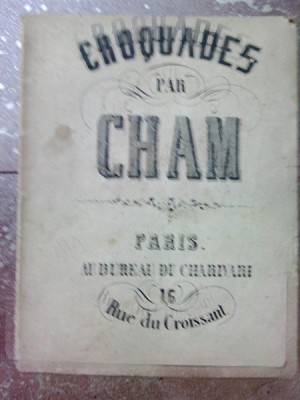 CROQUADES
PAR
CHAM
PARIS.
AU BUREAU DU CHARIVARI
16
Rue du Croissant